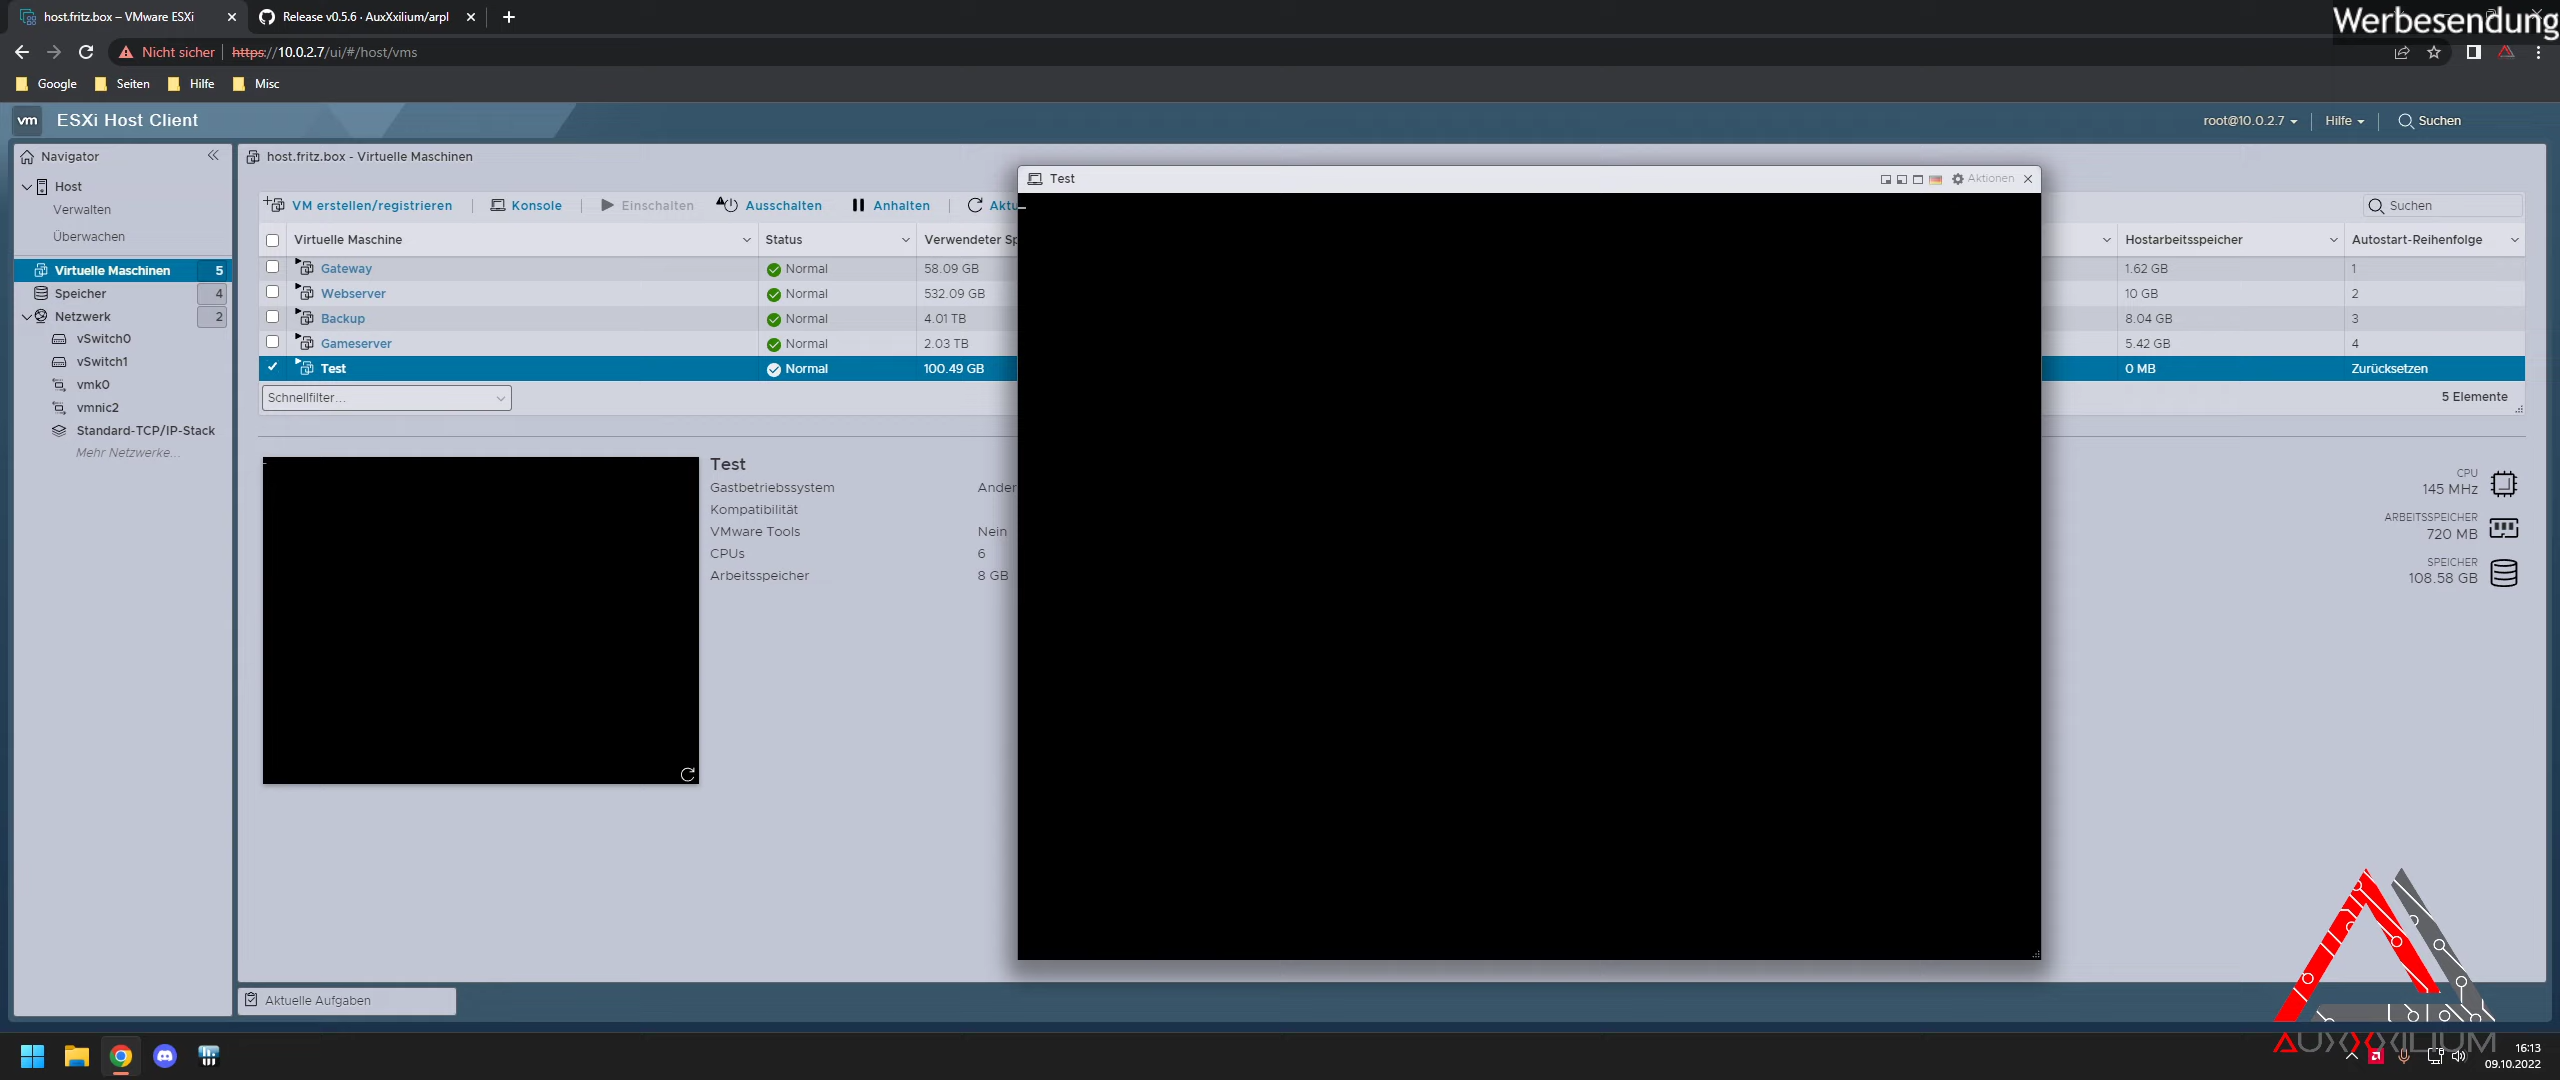 host.fritz.box – VMware ESXi
Release v0.5.6 · AuxXxilium/arpl
Werbesendung
Nicht sicher
https://10.0.2.7/ui/#/host/vms
Google
Seiten
Hilfe
Misc
vm
ESXi Host Client
root@10.0.2.7
Hilfe
Suchen
Navigator
Host
Verwalten
Überwachen
Virtuelle Maschinen 5
Speicher 4
Netzwerk 2
vSwitch0
vSwitch1
vmk0
vmnic2
Standard-TCP/IP-Stack
Mehr Netzwerke...
host.fritz.box - Virtuelle Maschinen
VM erstellen/registrieren
Konsole
Einschalten
Ausschalten
Anhalten
Aktu
Suchen
Virtuelle Maschine Status Verwendeter Sp Hostarbeitsspeicher Autostart-Reihenfolge
Gateway Normal 58.09 GB 1.62 GB 1
Webserver Normal 532.09 GB 10 GB 2
Backup Normal 4.01 TB 8.04 GB 3
Gameserver Normal 2.03 TB 5.42 GB 4
Test Normal 100.49 GB 0 MB Zurücksetzen
Schnellfilter...
5 Elemente
Test
Gastbetriebssystem Ander
Kompatibilität
VMware Tools Nein
CPUs 6
Arbeitsspeicher 8 GB
Test
Aktionen
CPU
145 MHz
ARBEITSSPEICHER
720 MB
SPEICHER
108.58 GB
Aktuelle Aufgaben
AUXXXILIUM
16:13
09.10.2022